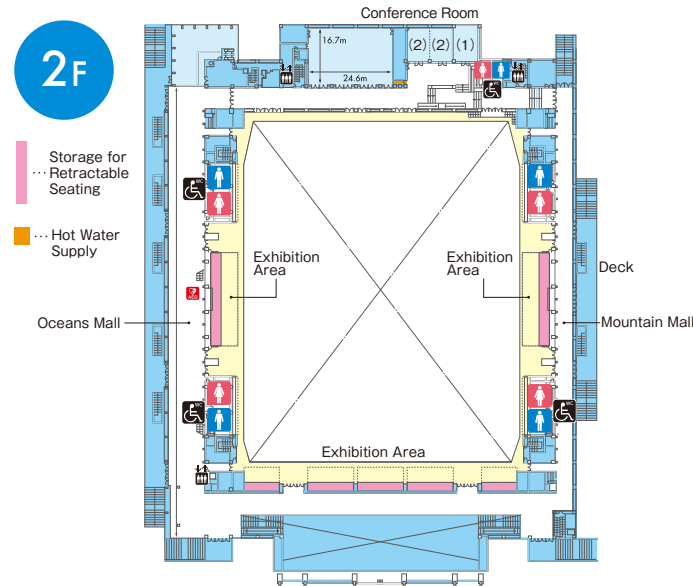 Conference Room
2F
16.7m
24.6m
(2) (2) (1)
Storage for
Retractable
Seating
Hot Water
Supply
Exhibition
Area
Exhibition
Area
Deck
AED
Oceans Mall
Mountain Mall
Exhibition Area